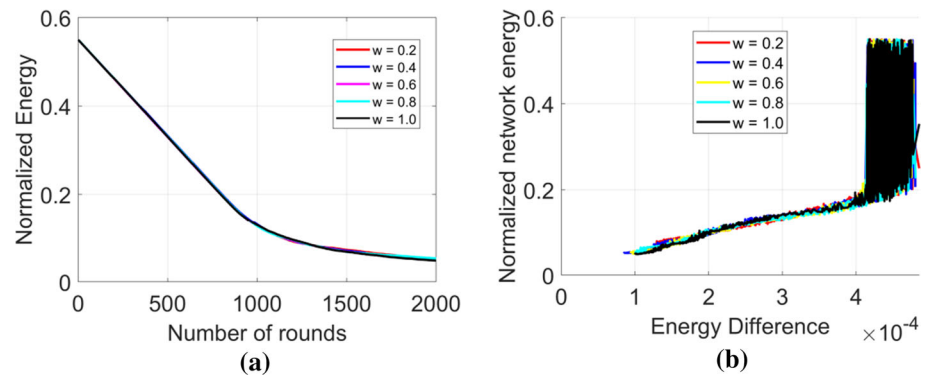 0.6
0.4
0.2
0
Normalized Energy
w = 0.2
w = 0.4
w = 0.6
w = 0.8
w = 1.0
0
500
1000
1500
2000
Number of rounds
(a)
0.6
0.4
0.2
0
Normalized network energy
w = 0.2
w = 0.4
w = 0.6
w = 0.8
w = 1.0
0
1
2
3
4
Energy Difference
×10⁻⁴
(b)